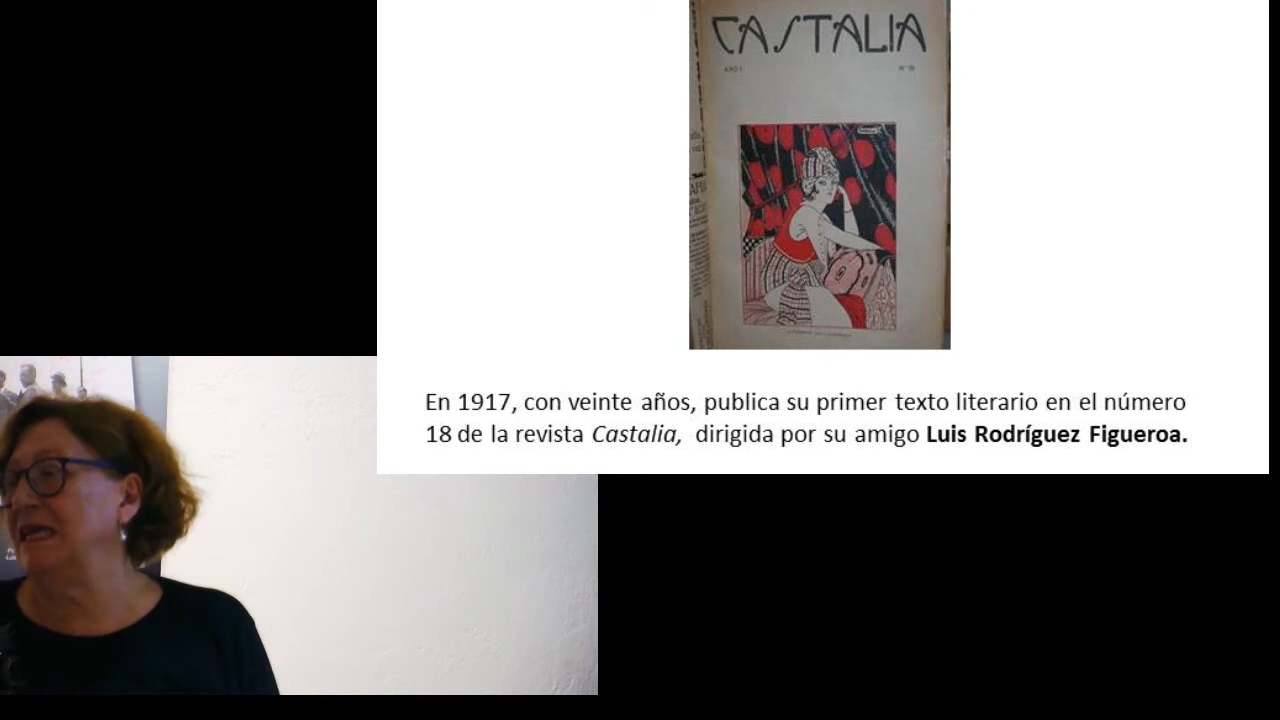 CASTALIA
AÑO I
En 1917, con veinte años, publica su primer texto literario en el número
18 de la revista Castalia, dirigida por su amigo Luis Rodríguez Figueroa.